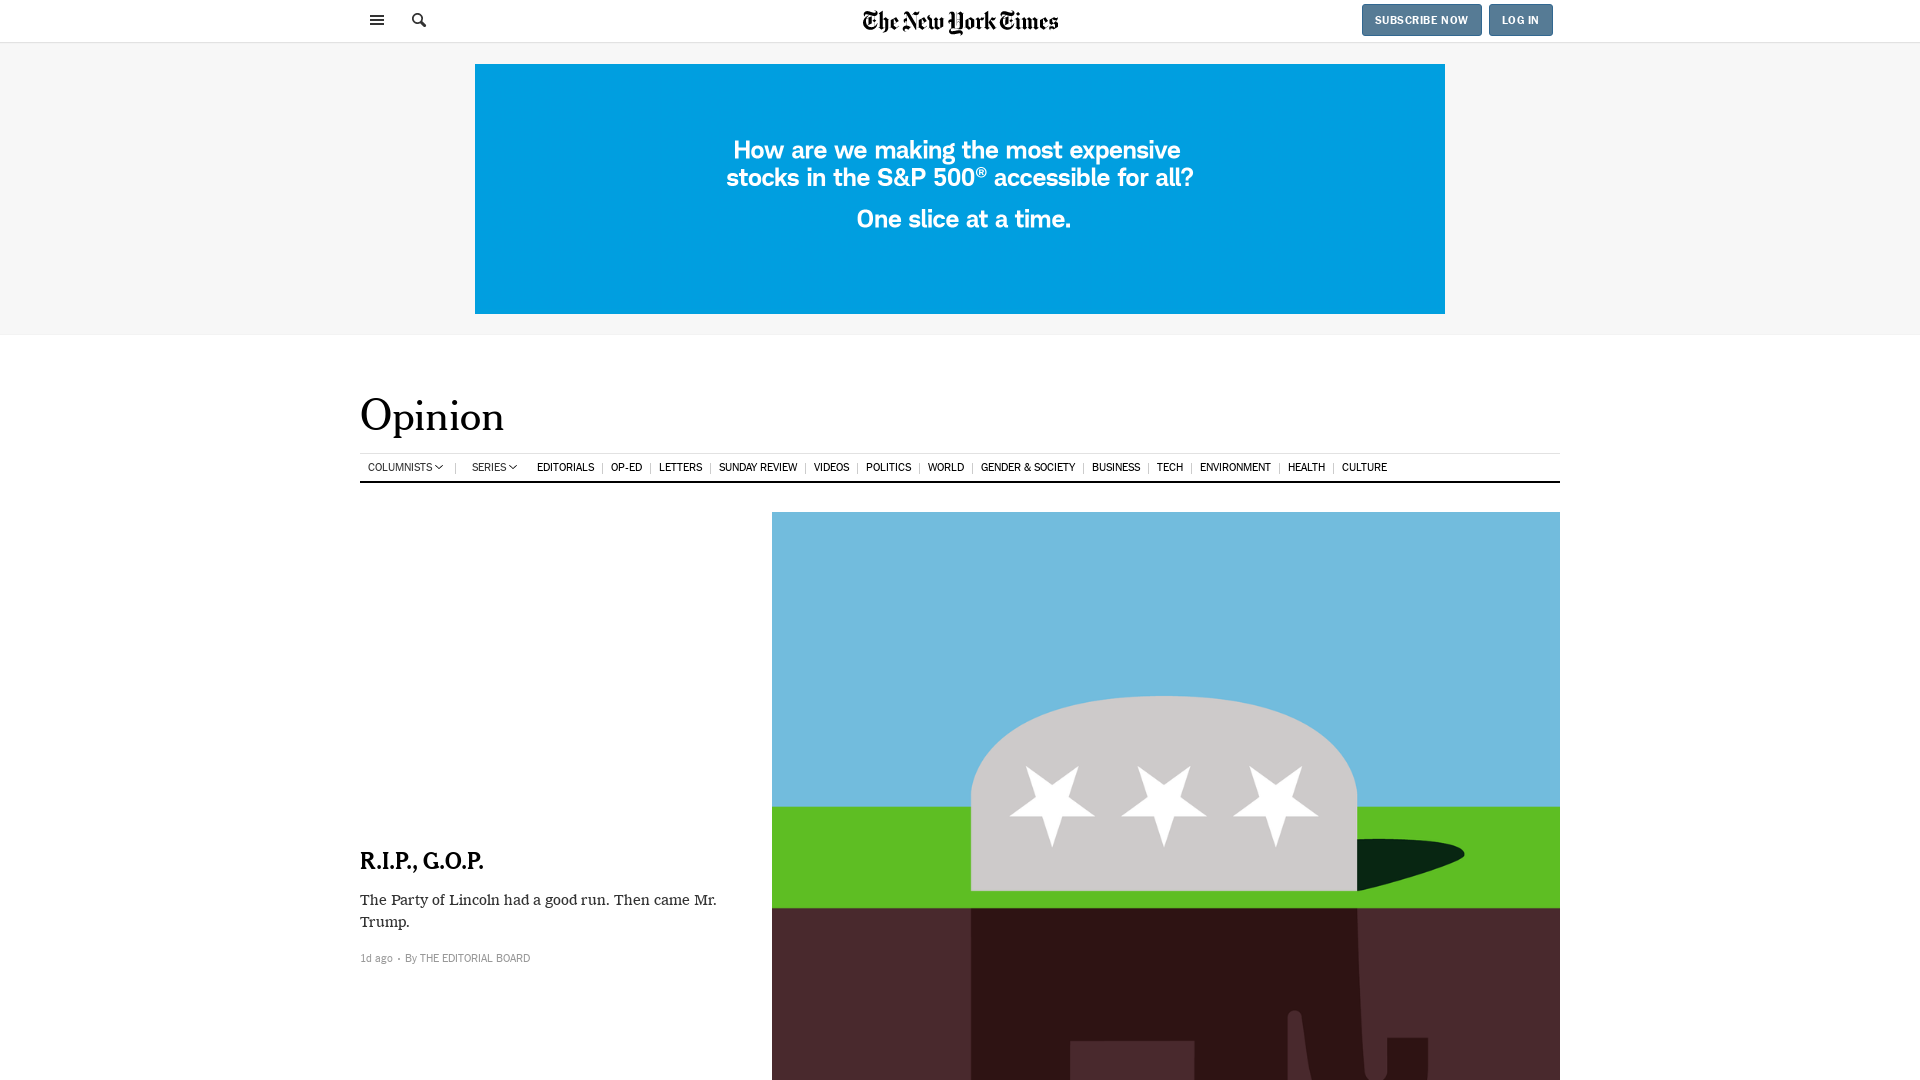 The New York Times
SUBSCRIBE NOW
LOG IN
How are we making the most expensive
stocks in the S&P 500® accessible for all?
One slice at a time.
Opinion
COLUMNISTS SERIES EDITORIALS OP-ED LETTERS SUNDAY REVIEW VIDEOS POLITICS WORLD GENDER & SOCIETY BUSINESS TECH ENVIRONMENT HEALTH CULTURE
R.I.P., G.O.P.
The Party of Lincoln had a good run. Then came Mr.
Trump.
1d ago • By THE EDITORIAL BOARD